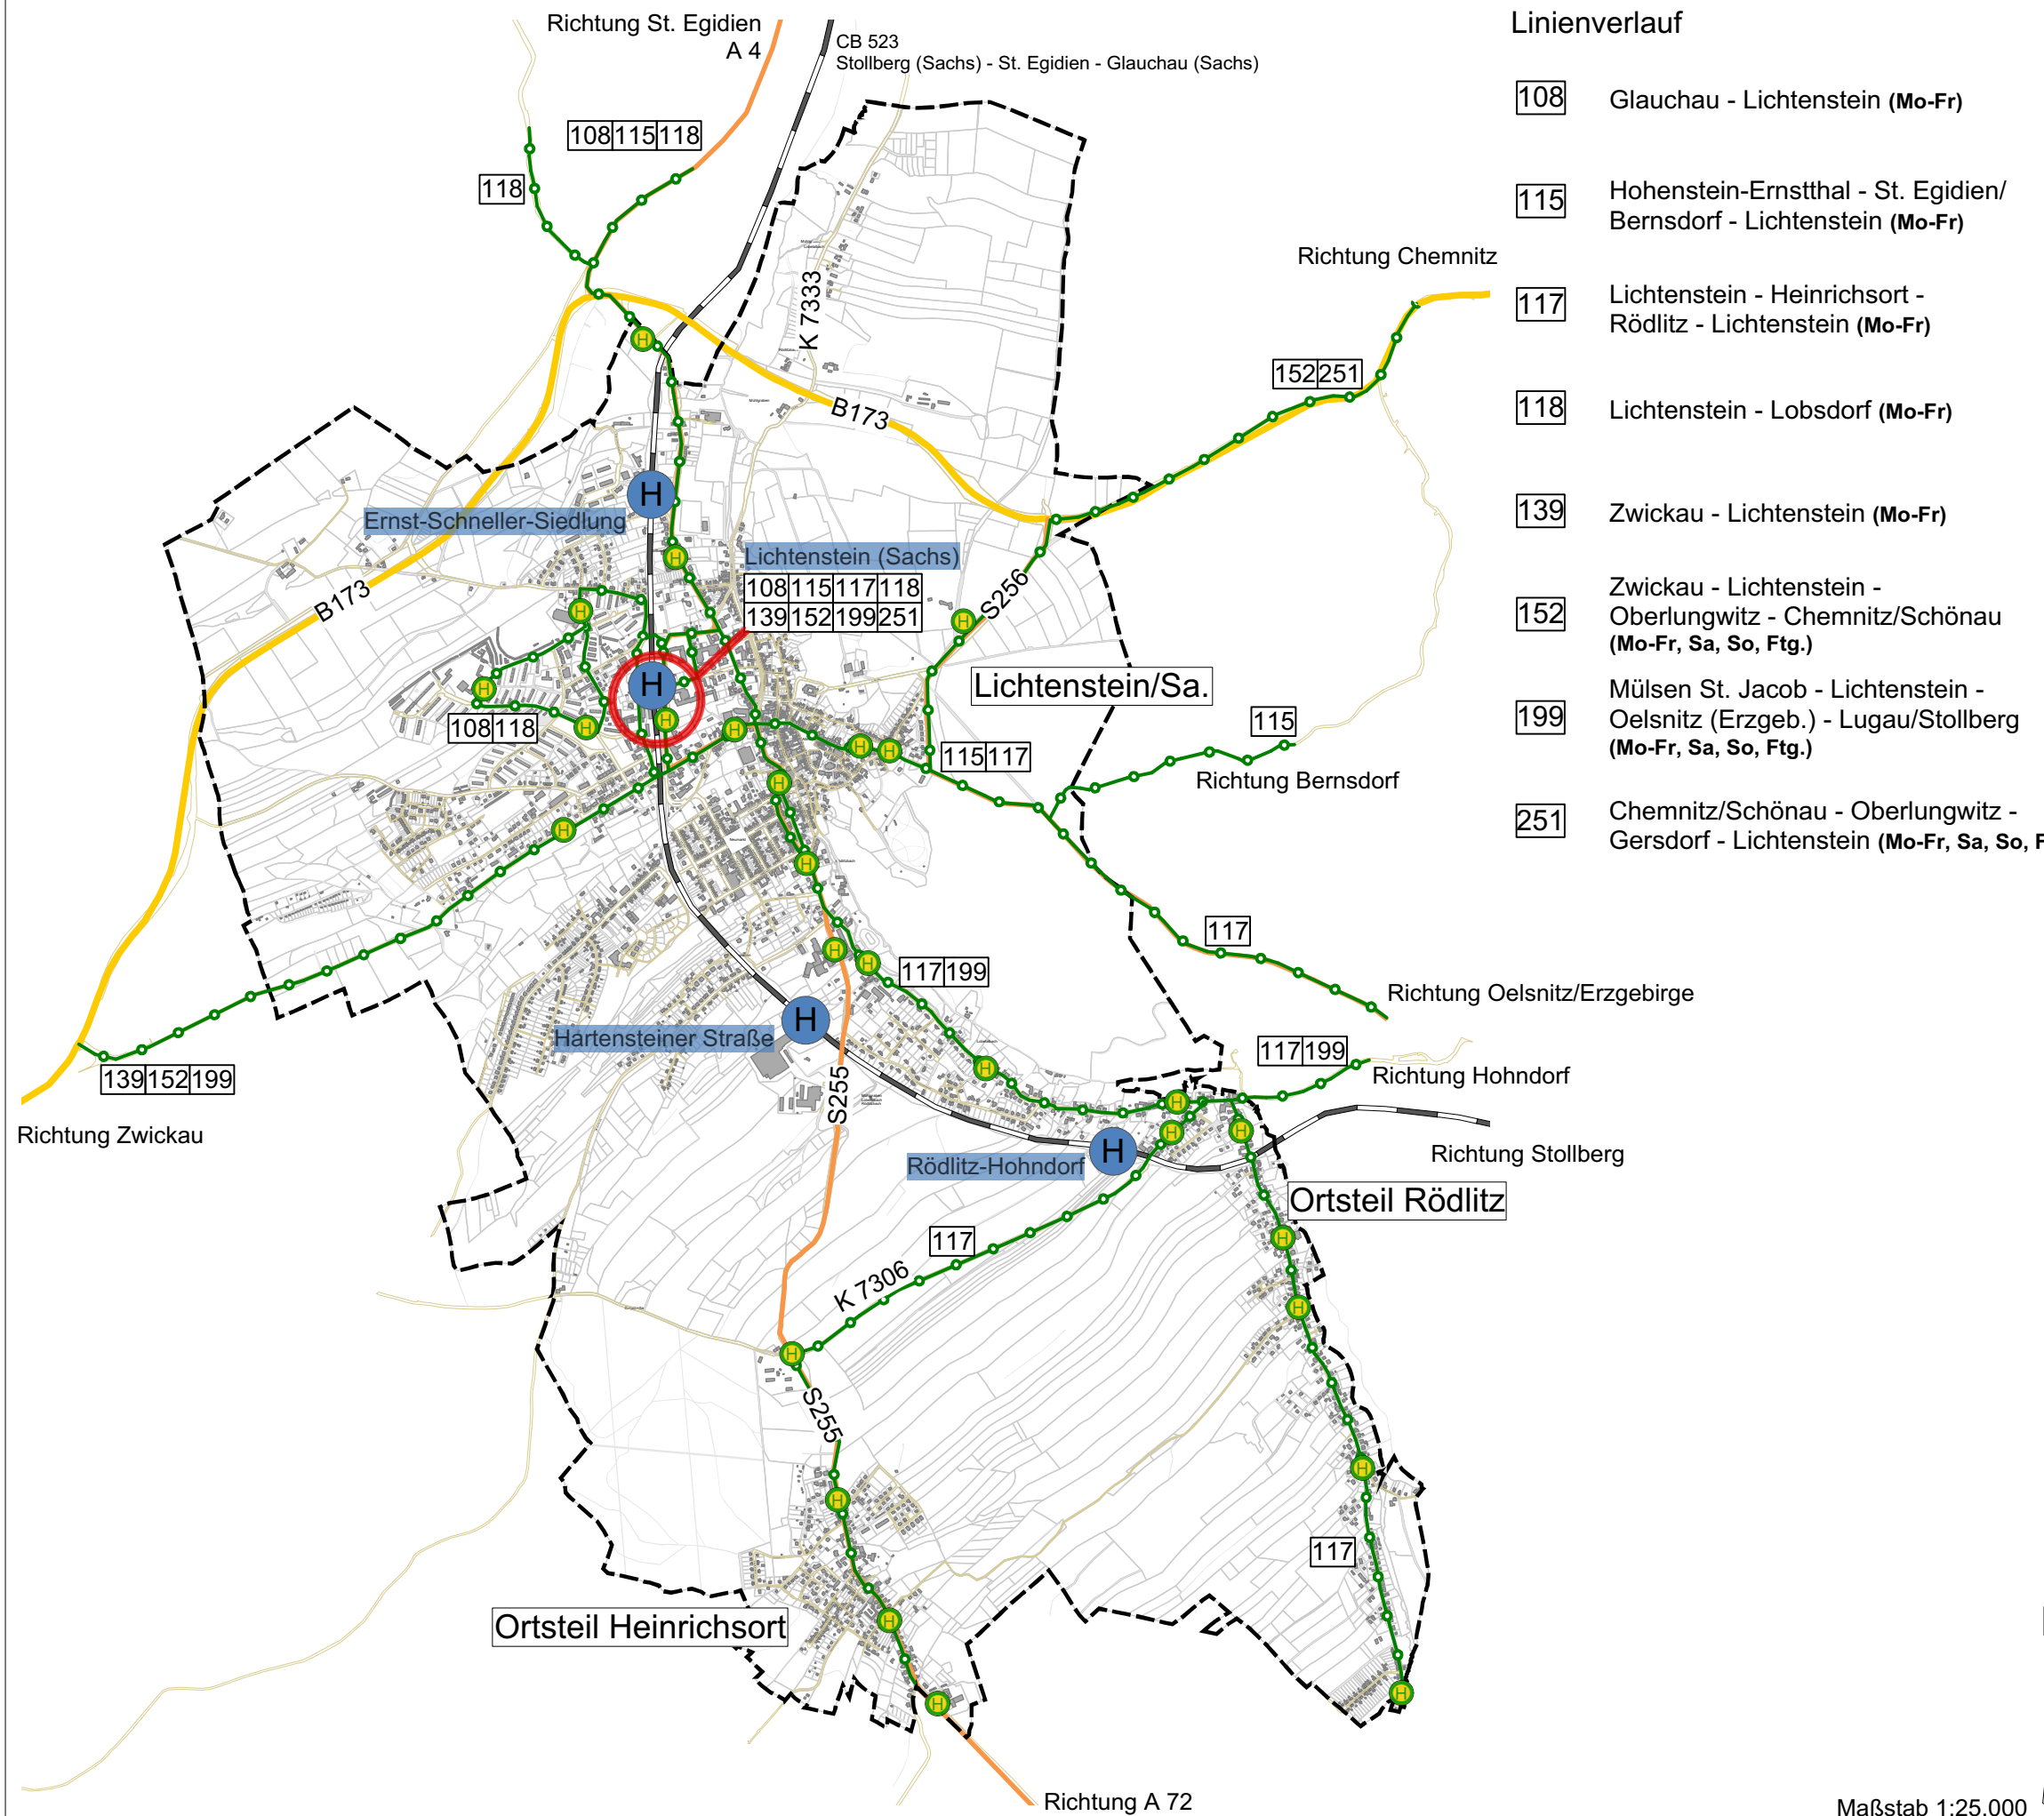 Richtung St. Egidien
A 4
CB 523
Stollberg (Sachs) - St. Egidien - Glauchau (Sachs)
108 115 118
118
K 7333
B173
Richtung Chemnitz
152 251
Ernst-Schneller-Siedlung
Lichtenstein (Sachs)
108 115 117 118
139 152 199 251
B173
S256
Lichtenstein/Sa.
108 118
115 117
115
Richtung Bernsdorf
117
117 199
Richtung Oelsnitz/Erzgebirge
Hartensteiner Straße
117 199
Richtung Hohndorf
139 152 199
S255
Richtung Zwickau
Rödlitz-Hohndorf
Richtung Stollberg
Ortsteil Rödlitz
117
K 7306
S255
117
Ortsteil Heinrichsort
Richtung A 72
Linienverlauf
108 Glauchau - Lichtenstein (Mo-Fr)
115 Hohenstein-Ernstthal - St. Egidien/
Bernsdorf - Lichtenstein (Mo-Fr)
117 Lichtenstein - Heinrichsort -
Rödlitz - Lichtenstein (Mo-Fr)
118 Lichtenstein - Lobsdorf (Mo-Fr)
139 Zwickau - Lichtenstein (Mo-Fr)
152 Zwickau - Lichtenstein -
Oberlungwitz - Chemnitz/Schönau
(Mo-Fr, Sa, So, Ftg.)
199 Mülsen St. Jacob - Lichtenstein -
Oelsnitz (Erzgeb.) - Lugau/Stollberg
(Mo-Fr, Sa, So, Ftg.)
251 Chemnitz/Schönau - Oberlungwitz -
Gersdorf - Lichtenstein (Mo-Fr, Sa, So, F
Maßstab 1:25.000